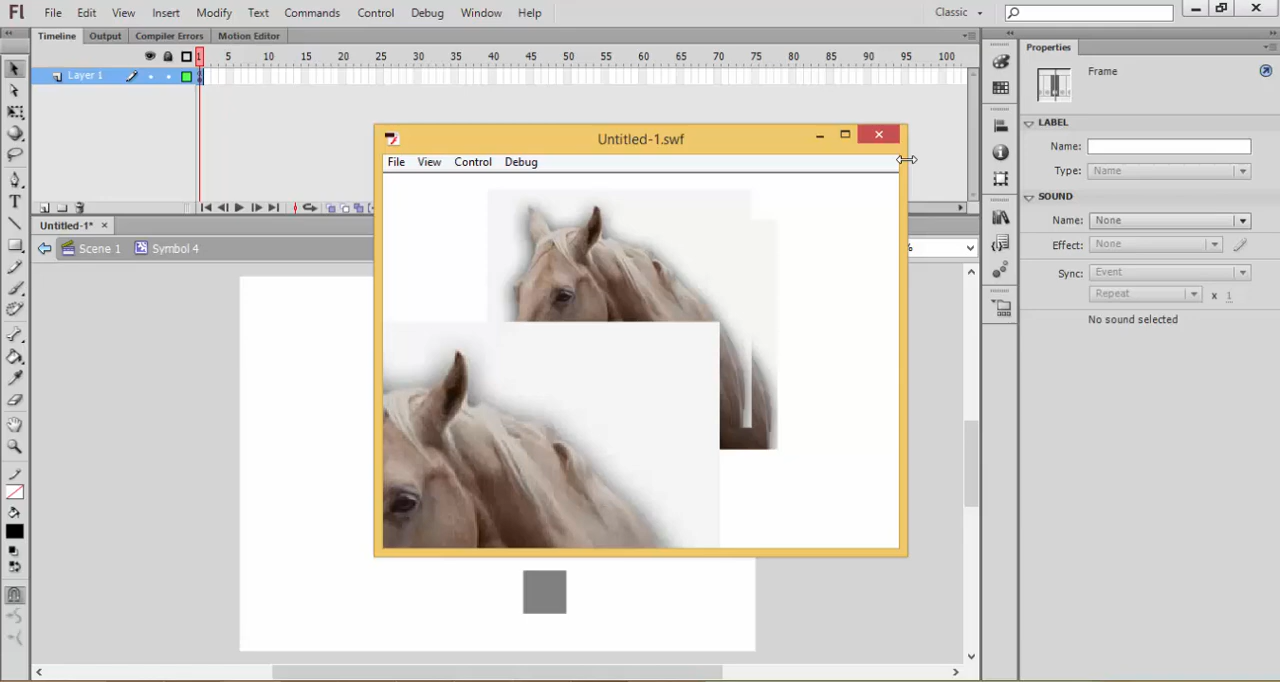 Fl File Edit View Insert Modify Text Commands Control Debug Window Help Classic
Timeline Output Compiler Errors Motion Editor
1 5 10 15 20 25 30 35 40 45 50 55 60 65 70 75 80 85 90 95 100
Layer 1
Untitled-1*
Scene 1 Symbol 4
%
Untitled-1.swf
File View Control Debug
Properties
Frame
LABEL
Name:
Type: Name
SOUND
Name: None
Effect: None
Sync: Event
Repeat x 1
No sound selected